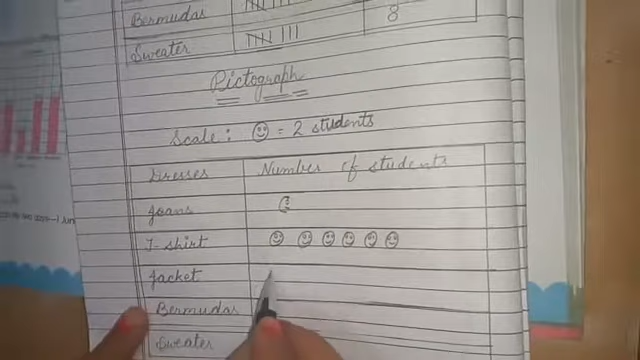 Bermudas
8
Sweater
Pictograph
Scale: = 2 students
Dresses Number of students
Jeans
T-shirt
Jacket
Bermudas
Sweater